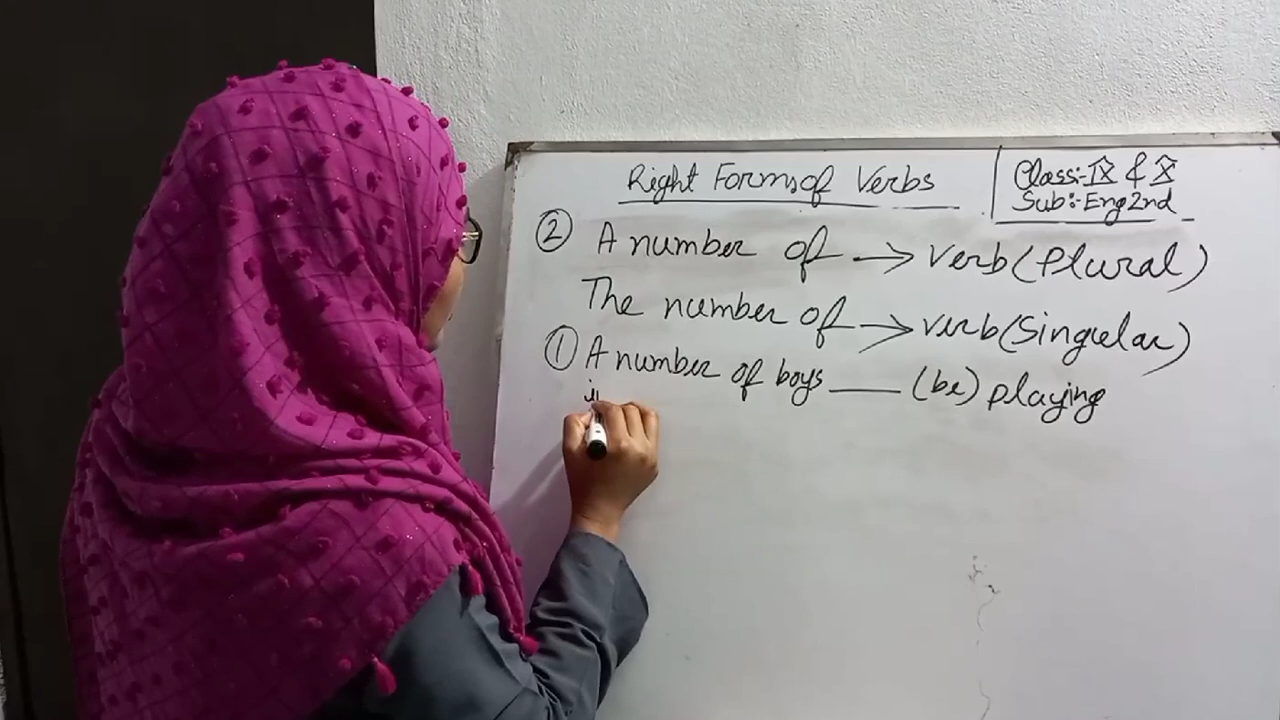 Right Forms of Verbs
Class:-IX & X
Sub:-Eng 2nd
② A number of → verb(Plural)
The number of → verb(Singular)
① A number of boys ____ (be) playing